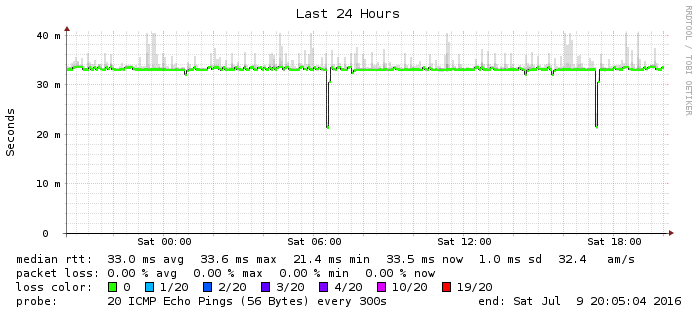 Last 24 Hours
RRDTOOL / TOBI OETIKER
Seconds
40 m
30 m
20 m
10 m
0
Sat 00:00 Sat 06:00 Sat 12:00 Sat 18:00
median rtt: 33.0 ms avg 33.6 ms max 21.4 ms min 33.5 ms now 1.0 ms sd 32.4 am/s
packet loss: 0.00 % avg 0.00 % max 0.00 % min 0.00 % now
loss color: 0 1/20 2/20 3/20 4/20 10/20 19/20
probe: 20 ICMP Echo Pings (56 Bytes) every 300s end: Sat Jul 9 20:05:04 2016